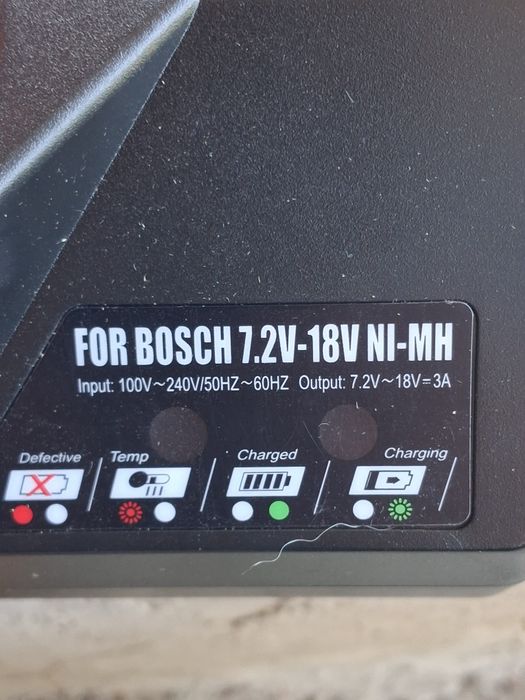 FOR BOSCH 7.2V-18V NI-MH
Input: 100V~240V/50HZ~60HZ Output: 7.2V~18V=3A
Defective Temp Charged Charging